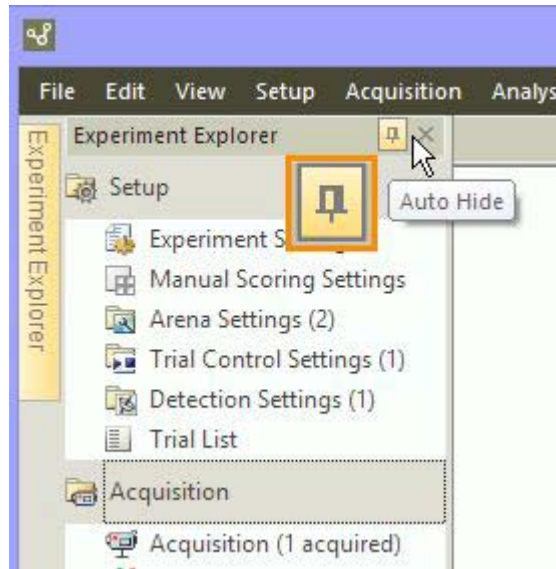 File Edit View Setup Acquisition Analys
Experiment Explorer
Experiment Explorer
Setup
Auto Hide
Experiment S
Manual Scoring Settings
Arena Settings (2)
Trial Control Settings (1)
Detection Settings (1)
Trial List
Acquisition
Acquisition (1 acquired)